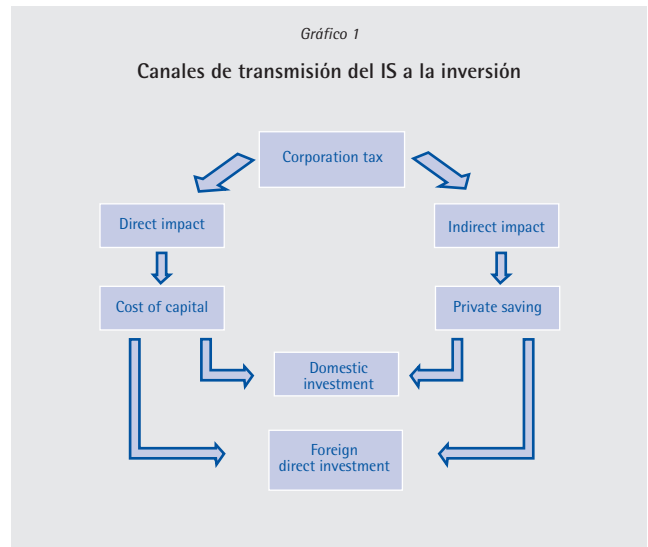 Gráfico 1
Canales de transmisión del IS a la inversión
Corporation tax
Direct impact
Indirect impact
Cost of capital
Private saving
Domestic
investment
Foreign
direct investment